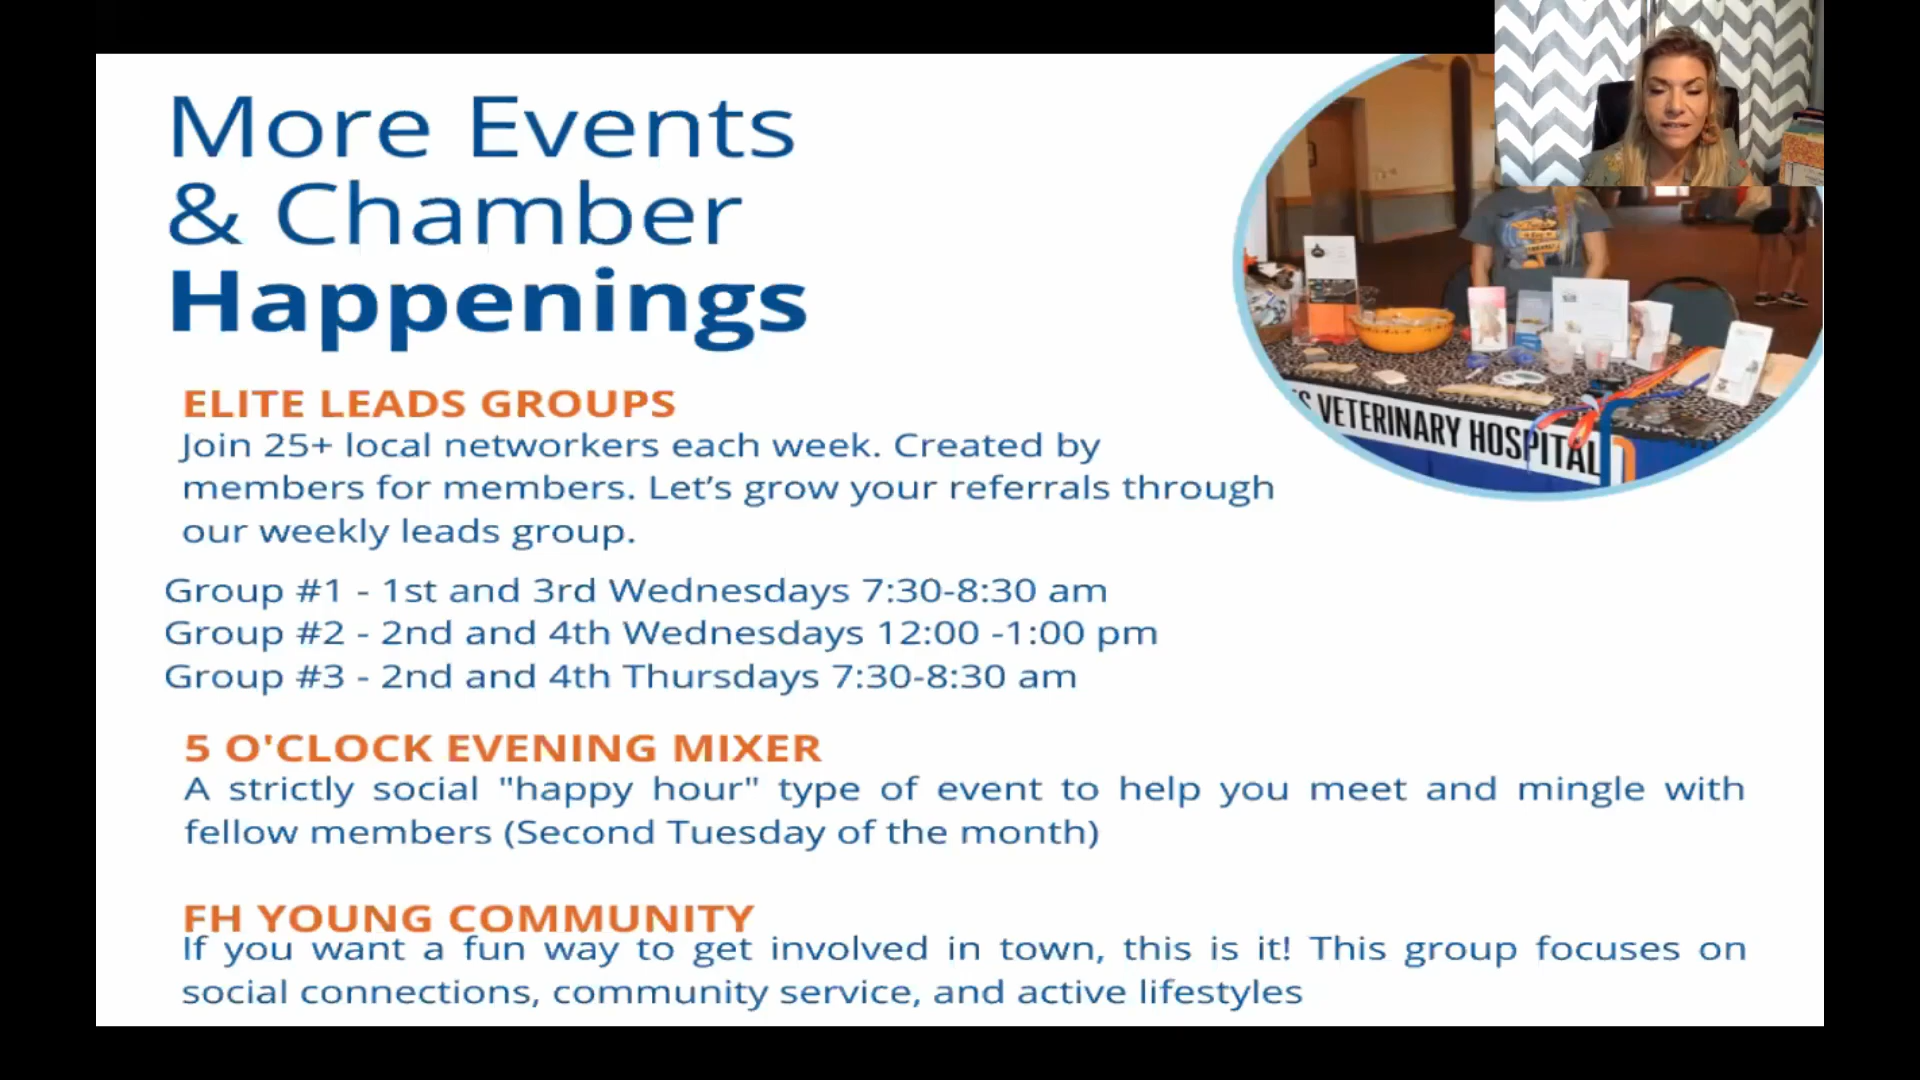 More Events
& Chamber
Happenings
ELITE LEADS GROUPS
Join 25+ local networkers each week. Created by
members for members. Let's grow your referrals through
our weekly leads group.
Group #1 - 1st and 3rd Wednesdays 7:30-8:30 am
Group #2 - 2nd and 4th Wednesdays 12:00 -1:00 pm
Group #3 - 2nd and 4th Thursdays 7:30-8:30 am
5 O'CLOCK EVENING MIXER
A strictly social "happy hour" type of event to help you meet and mingle with
fellow members (Second Tuesday of the month)
FH YOUNG COMMUNITY
If you want a fun way to get involved in town, this is it! This group focuses on
social connections, community service, and active lifestyles
VETERINARY HOSPITAL